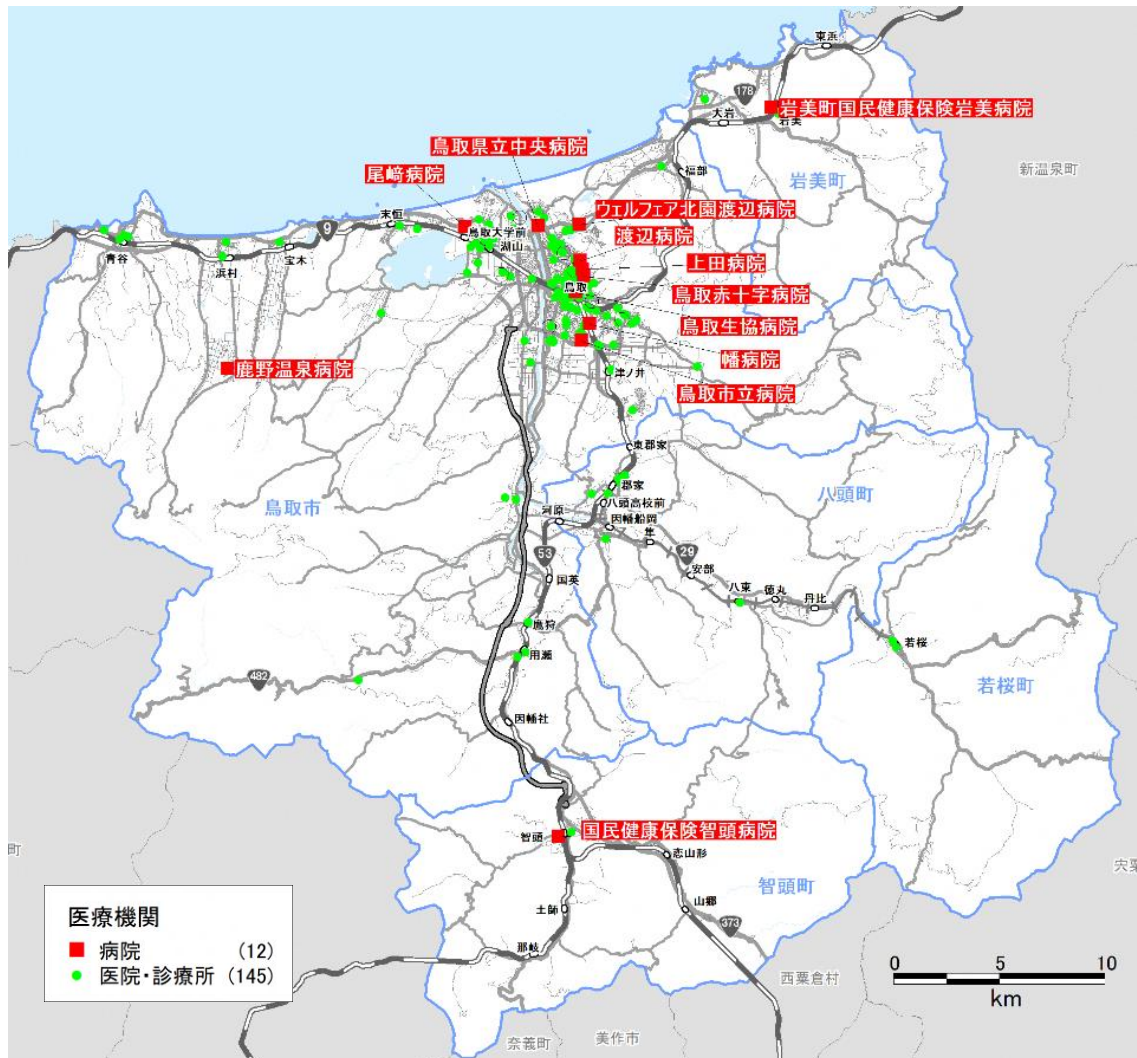 東浜
178
大岩
岩美町国民健康保険岩美病院
岩美
鳥取県立中央病院
尾﨑病院
福部
岩美町
新温泉町
ウェルフェア北園渡辺病院
末恒
9
鳥取大学前
湖山
渡辺病院
青谷
浜村
宝木
上田病院
鳥取
鳥取赤十字病院
鳥取生協病院
幡病院
鹿野温泉病院
津ノ井
鳥取市立病院
東郡家
鳥取市
郡家
八頭町
八頭高校前
河原
因幡船岡
隼
53
29
国英
安部
八東
徳丸
丹比
鷹狩
若桜
用瀬
482
若桜町
因幡社
智頭
国民健康保険智頭病院
恋山形
町
宍粟
智頭町
医療機関
病院 (12)
医院・診療所 (145)
土師
山郷
373
那岐
西粟倉村
0 5 10
km
奈義町
美作市